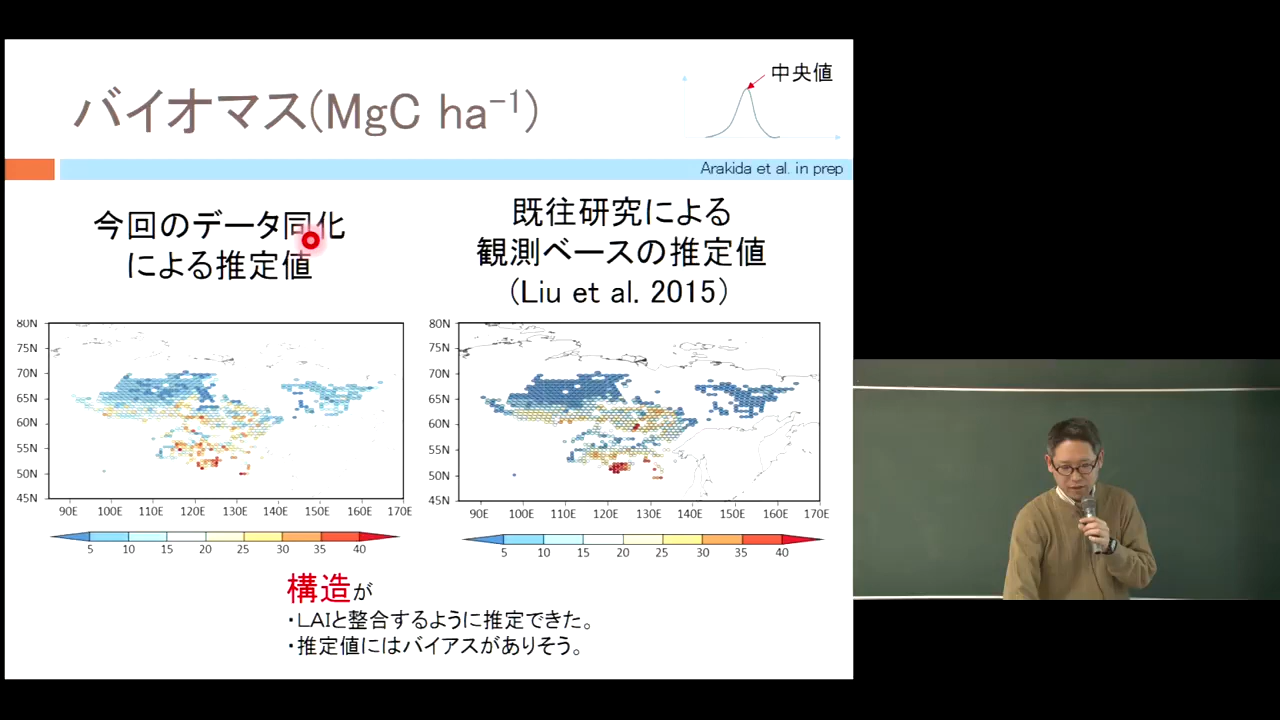 バイオマス(MgC ha⁻¹)
中央値
Arakida et al. in prep
今回のデータ同化
による推定値
既往研究による
観測ベースの推定値
(Liu et al. 2015)
80N
75N
70N
65N
60N
55N
50N
45N
90E 100E 110E 120E 130E 140E 150E 160E 170E
5 10 15 20 25 30 35 40
80N
75N
70N
65N
60N
55N
50N
45N
90E 100E 110E 120E 130E 140E 150E 160E 170E
5 10 15 20 25 30 35 40
構造が
・LAIと整合するように推定できた。
・推定値にはバイアスがありそう。